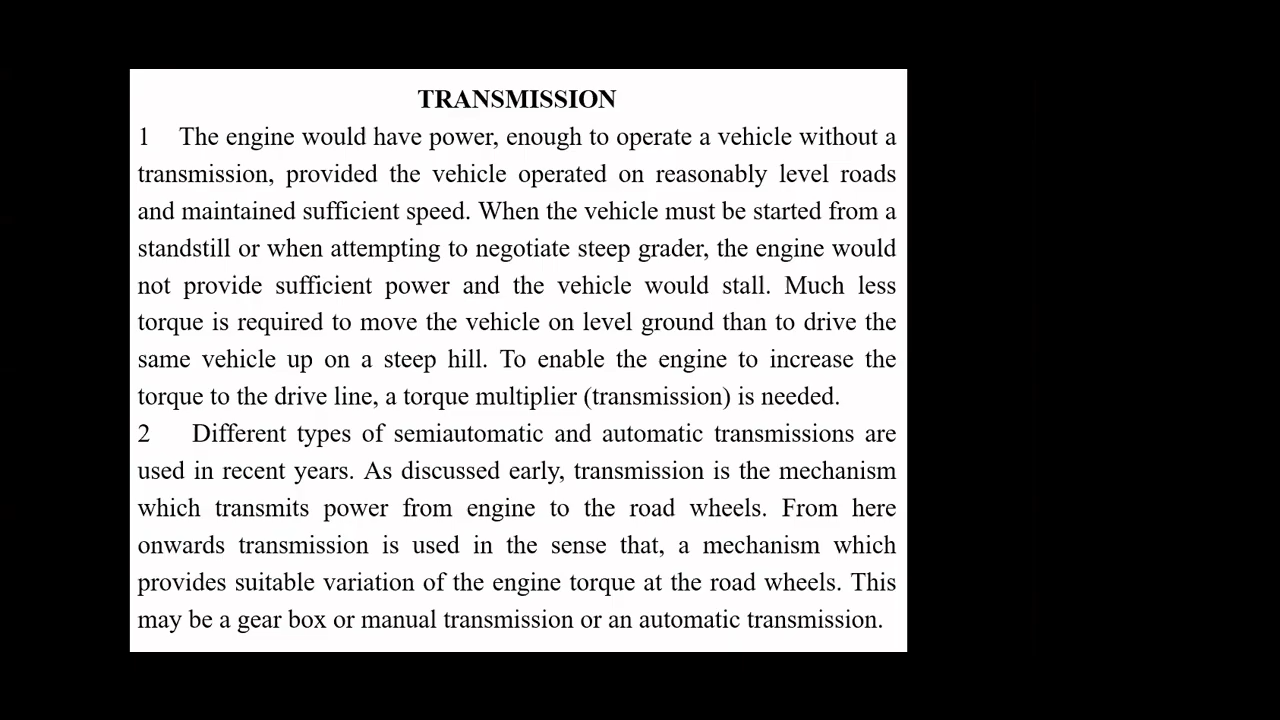 TRANSMISSION
1 The engine would have power, enough to operate a vehicle without a
transmission, provided the vehicle operated on reasonably level roads
and maintained sufficient speed. When the vehicle must be started from a
standstill or when attempting to negotiate steep grader, the engine would
not provide sufficient power and the vehicle would stall. Much less
torque is required to move the vehicle on level ground than to drive the
same vehicle up on a steep hill. To enable the engine to increase the
torque to the drive line, a torque multiplier (transmission) is needed.
2 Different types of semiautomatic and automatic transmissions are
used in recent years. As discussed early, transmission is the mechanism
which transmits power from engine to the road wheels. From here
onwards transmission is used in the sense that, a mechanism which
provides suitable variation of the engine torque at the road wheels. This
may be a gear box or manual transmission or an automatic transmission.